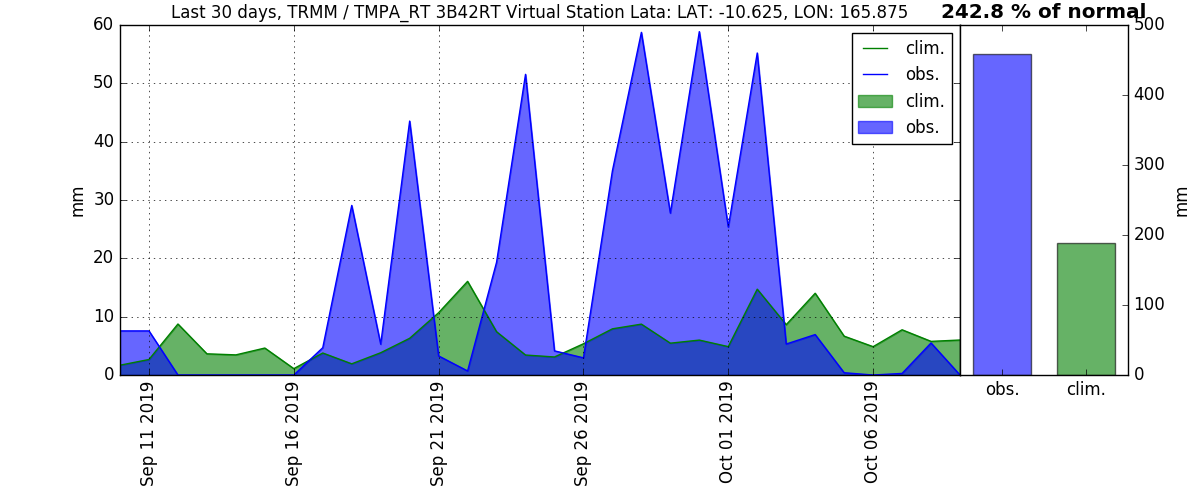 Last 30 days, TRMM / TMPA_RT 3B42RT Virtual Station Lata: LAT: -10.625, LON: 165.875
242.8 % of normal
60
50
40
30
20
10
0
mm
clim.
obs.
clim.
obs.
500
400
300
200
100
0
mm
Sep 11 2019
Sep 16 2019
Sep 21 2019
Sep 26 2019
Oct 01 2019
Oct 06 2019
obs.
clim.